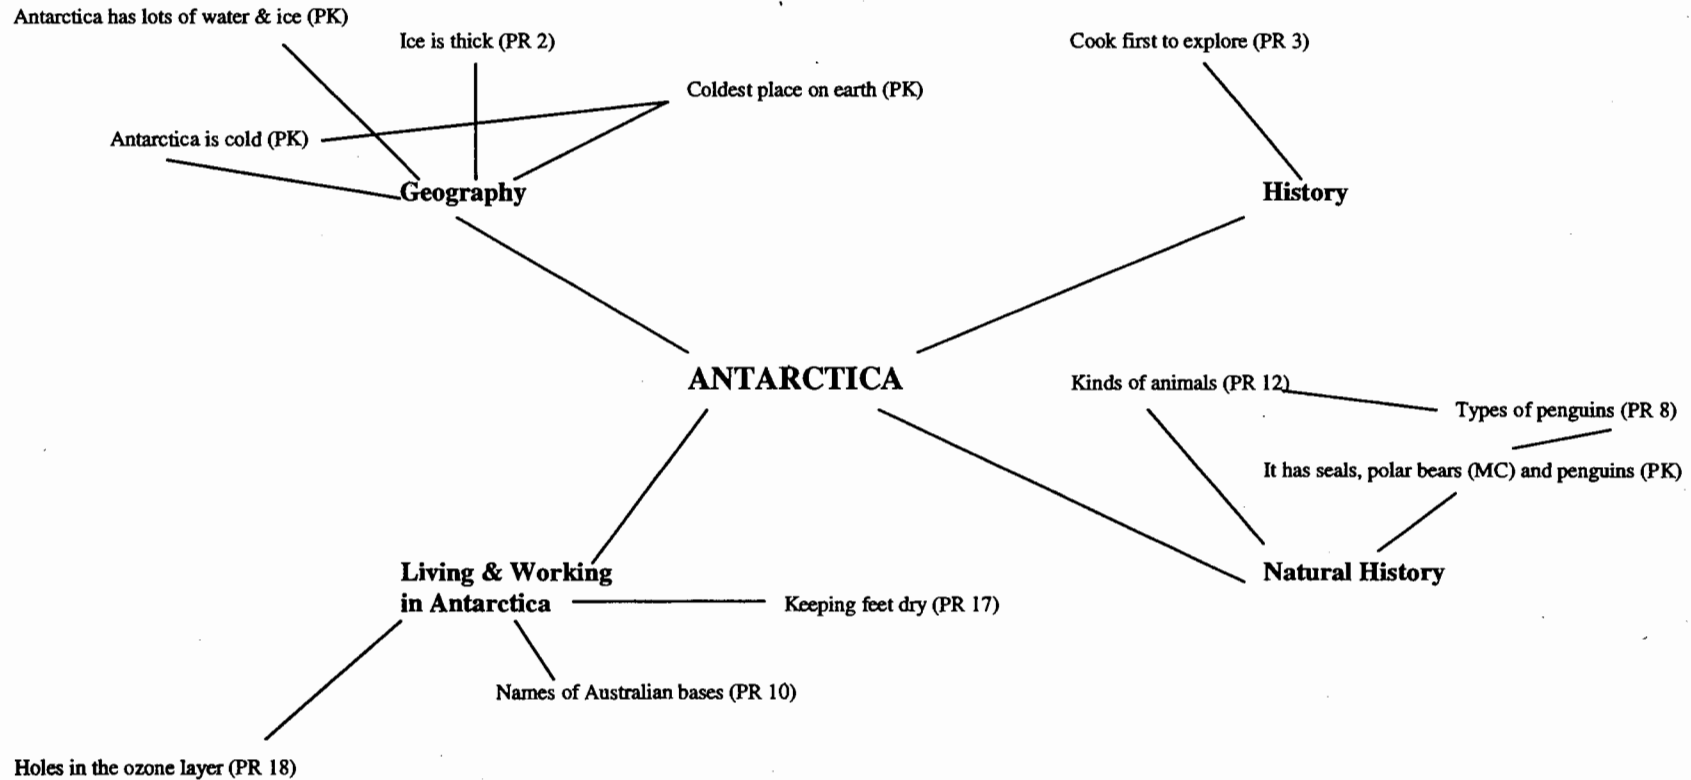 Antarctica has lots of water & ice (PK)
Ice is thick (PR 2)
Cook first to explore (PR 3)
Coldest place on earth (PK)
Antarctica is cold (PK)
Geography
History
ANTARCTICA
Kinds of animals (PR 12)
Types of penguins (PR 8)
It has seals, polar bears (MC) and penguins (PK)
Natural History
Living & Working
in Antarctica
Keeping feet dry (PR 17)
Names of Australian bases (PR 10)
Holes in the ozone layer (PR 18)